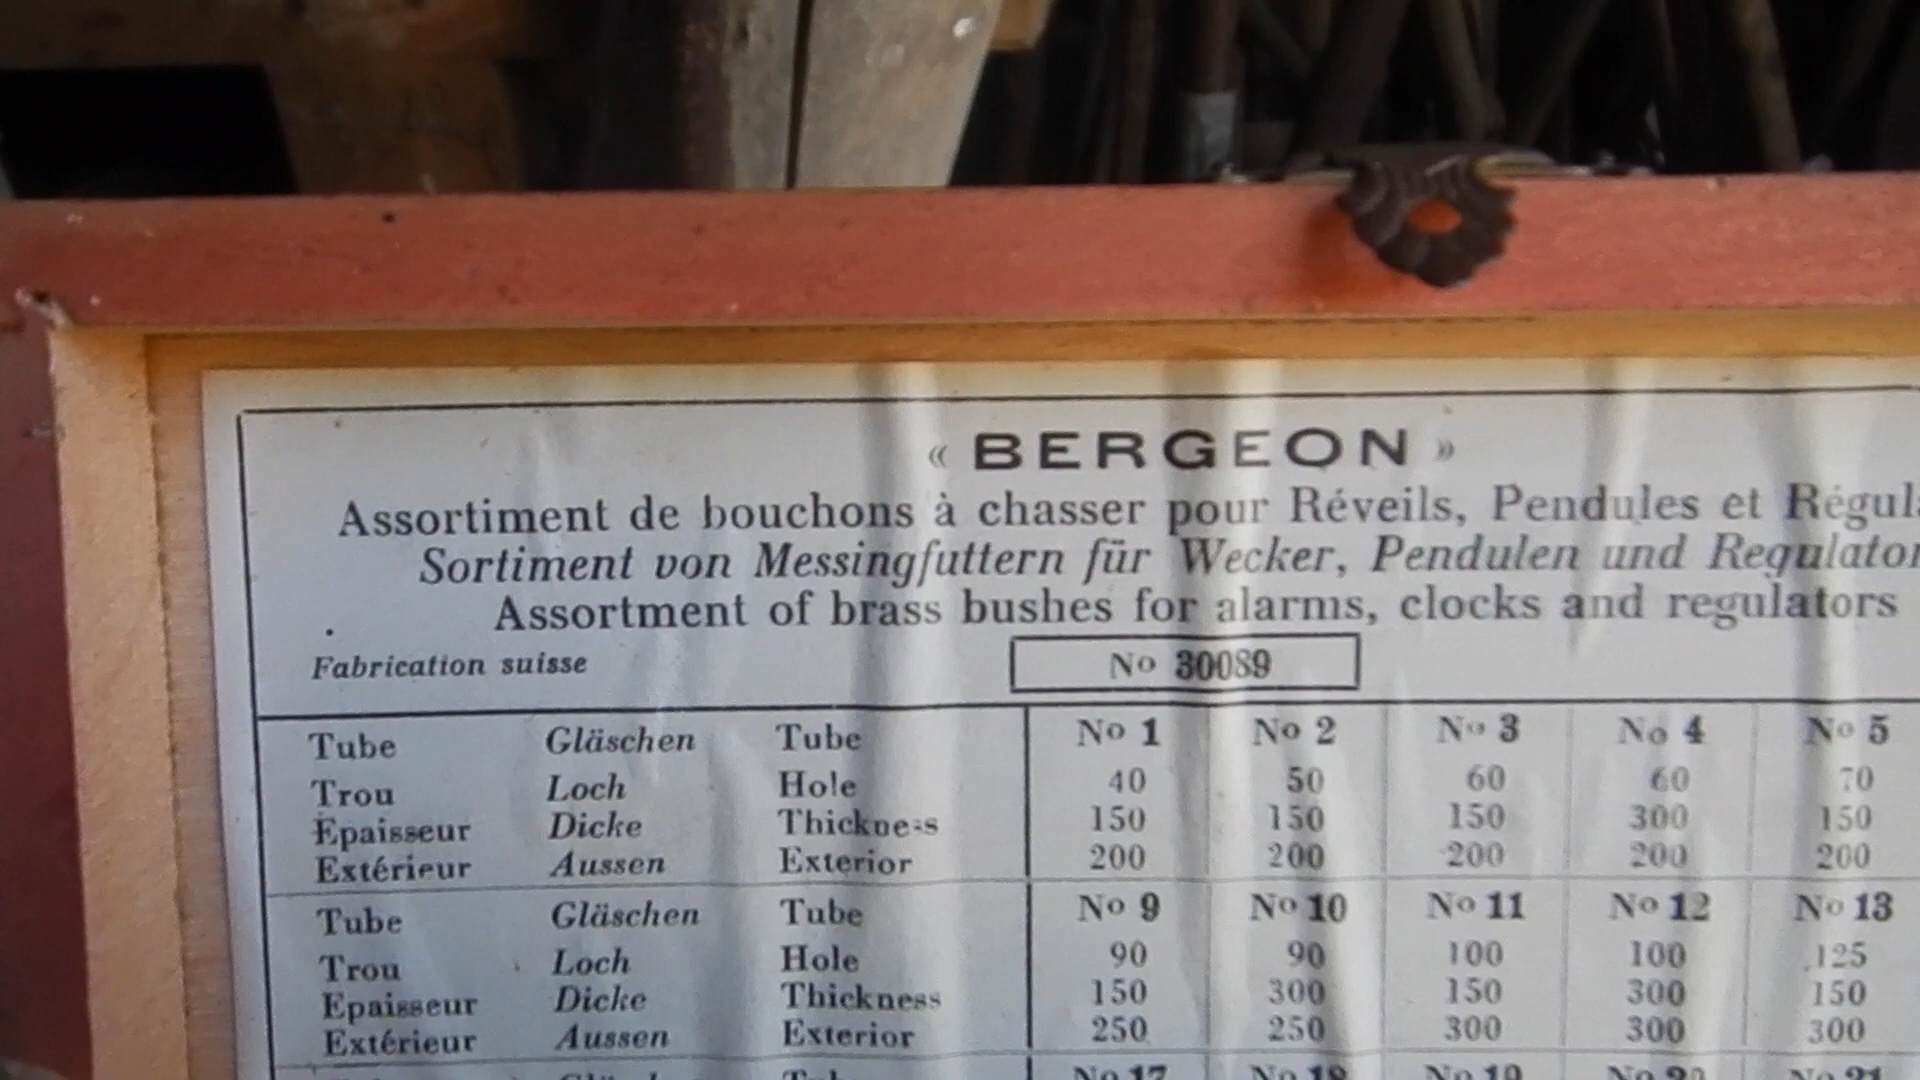 « BERGEON »
Assortiment de bouchons à chasser pour Réveils, Pendules et
Sortiment von Messingfuttern für Wecker, Pendulen und
Assortment of brass bushes for alarms, clocks and regulators
Fabrication suisse No 30089
Tube Gläschen Tube No 1 No 2 No 3 No 4 No 5
Trou Loch Hole 40 50 60 60 70
Epaisseur Dicke Thickness 150 150 150 300 150
Extérieur Aussen Exterior 200 200 200 200 200
Tube Gläschen Tube No 9 No 10 No 11 No 12 No 13
Trou Loch Hole 90 90 100 100 125
Epaisseur Dicke Thickness 150 300 150 300 150
Extérieur Aussen Exterior 250 250 300 300 300